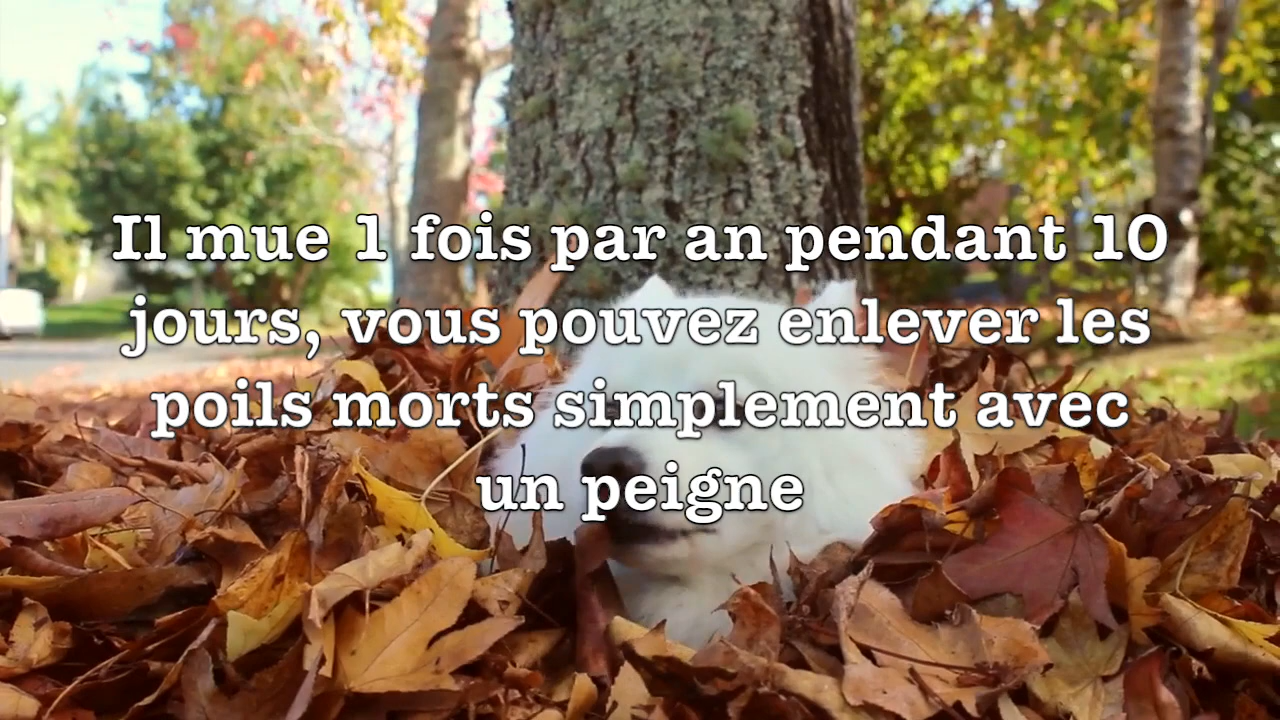 Il mue 1 fois par an pendant 10
jours, vous pouvez enlever les
poils morts simplement avec
un peigne